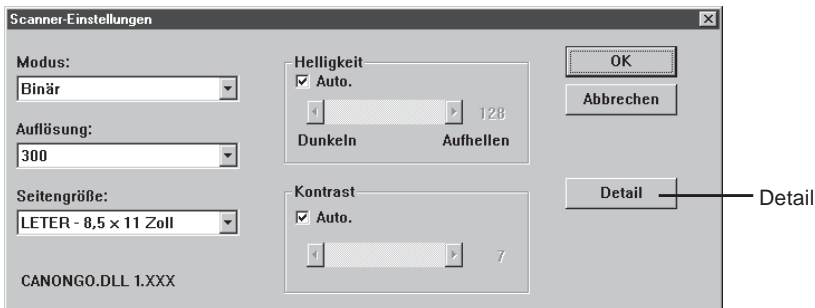 Scanner-Einstellungen
Modus:
Binär
Auflösung:
300
Seitengröße:
LETER - 8,5 x 11 Zoll
CANONGO.DLL 1.XXX
Helligkeit
Auto.
128
Dunkeln Aufhellen
Kontrast
Auto.
7
OK
Abbrechen
Detail
Detail